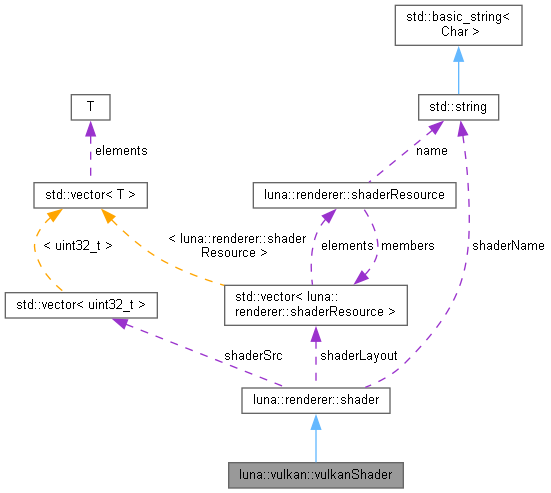 std::basic_string<
Char >
T
std::string
elements
name
std::vector< T >
luna::renderer::shaderResource
< luna::renderer::shader
Resource >
< uint32_t >
elements
members
shaderName
std::vector< uint32_t >
std::vector< luna::
renderer::shaderResource >
shaderSrc
shaderLayout
luna::renderer::shader
luna::vulkan::vulkanShader